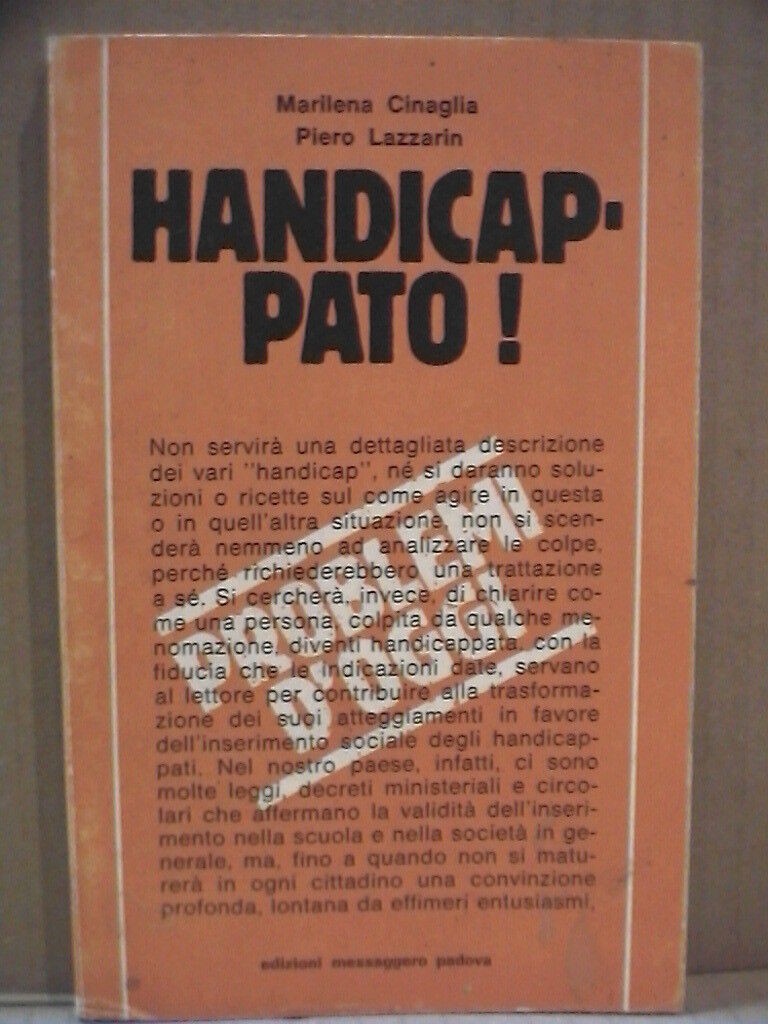 Marilena Cinaglia
Piero Lazzarin
HANDICAP-
PATO !
Non servirà una dettagliata descrizione
dei vari "handicap", né si daranno solu-
zioni o ricette sul come agire in questa
o in quell'altra situazione, non si scen-
derà nemmeno ad analizzare le colpe,
perché richiederebbero una trattazione
a sé. Si cercherà, invece, di chiarire co-
me una persona, colpita da qualche me-
nomazione, diventi handicappata, con la
fiducia che le indicazioni date, servano
al lettore per contribuire alla trasforma-
zione dei suoi atteggiamenti in favore
dell'inserimento sociale degli handicap-
pati. Nel nostro paese, infatti, ci sono
molte leggi, decreti ministeriali e circo-
lari che affermano la validità dell'inseri-
mento nella scuola e nella società in ge-
nerale, ma, fino a quando non si matu-
rerà in ogni cittadino una convinzione
profonda, lontana da effimeri entusiasmi,
PROBLEMI
D'OGGI
edizioni messaggero padova